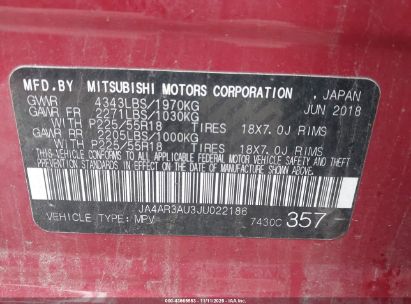 MFD.BY MITSUBISHI MOTORS CORPORATION, JAPAN
GVWR 4343LBS/1970KG JUN 2018
GAWR FR 2271LBS/1030KG
P225/55R18 TIRES 18X7.0J RIMS
GAWR RR 2205LBS/1000KG
P225/55R18 TIRES 18X7.0J RIMS
THIS VEHICLE CONFORMS TO ALL APPLICABLE
FEDERAL MOTOR VEHICLE SAFETY AND THEFT
PREVENTION STANDARDS IN EFFECT ON THE DATE
OF MANUFACTURE SHOWN ABOVE.
JA4AR3AU3JU022186
VEHICLE TYPE: MPV 7430C 357